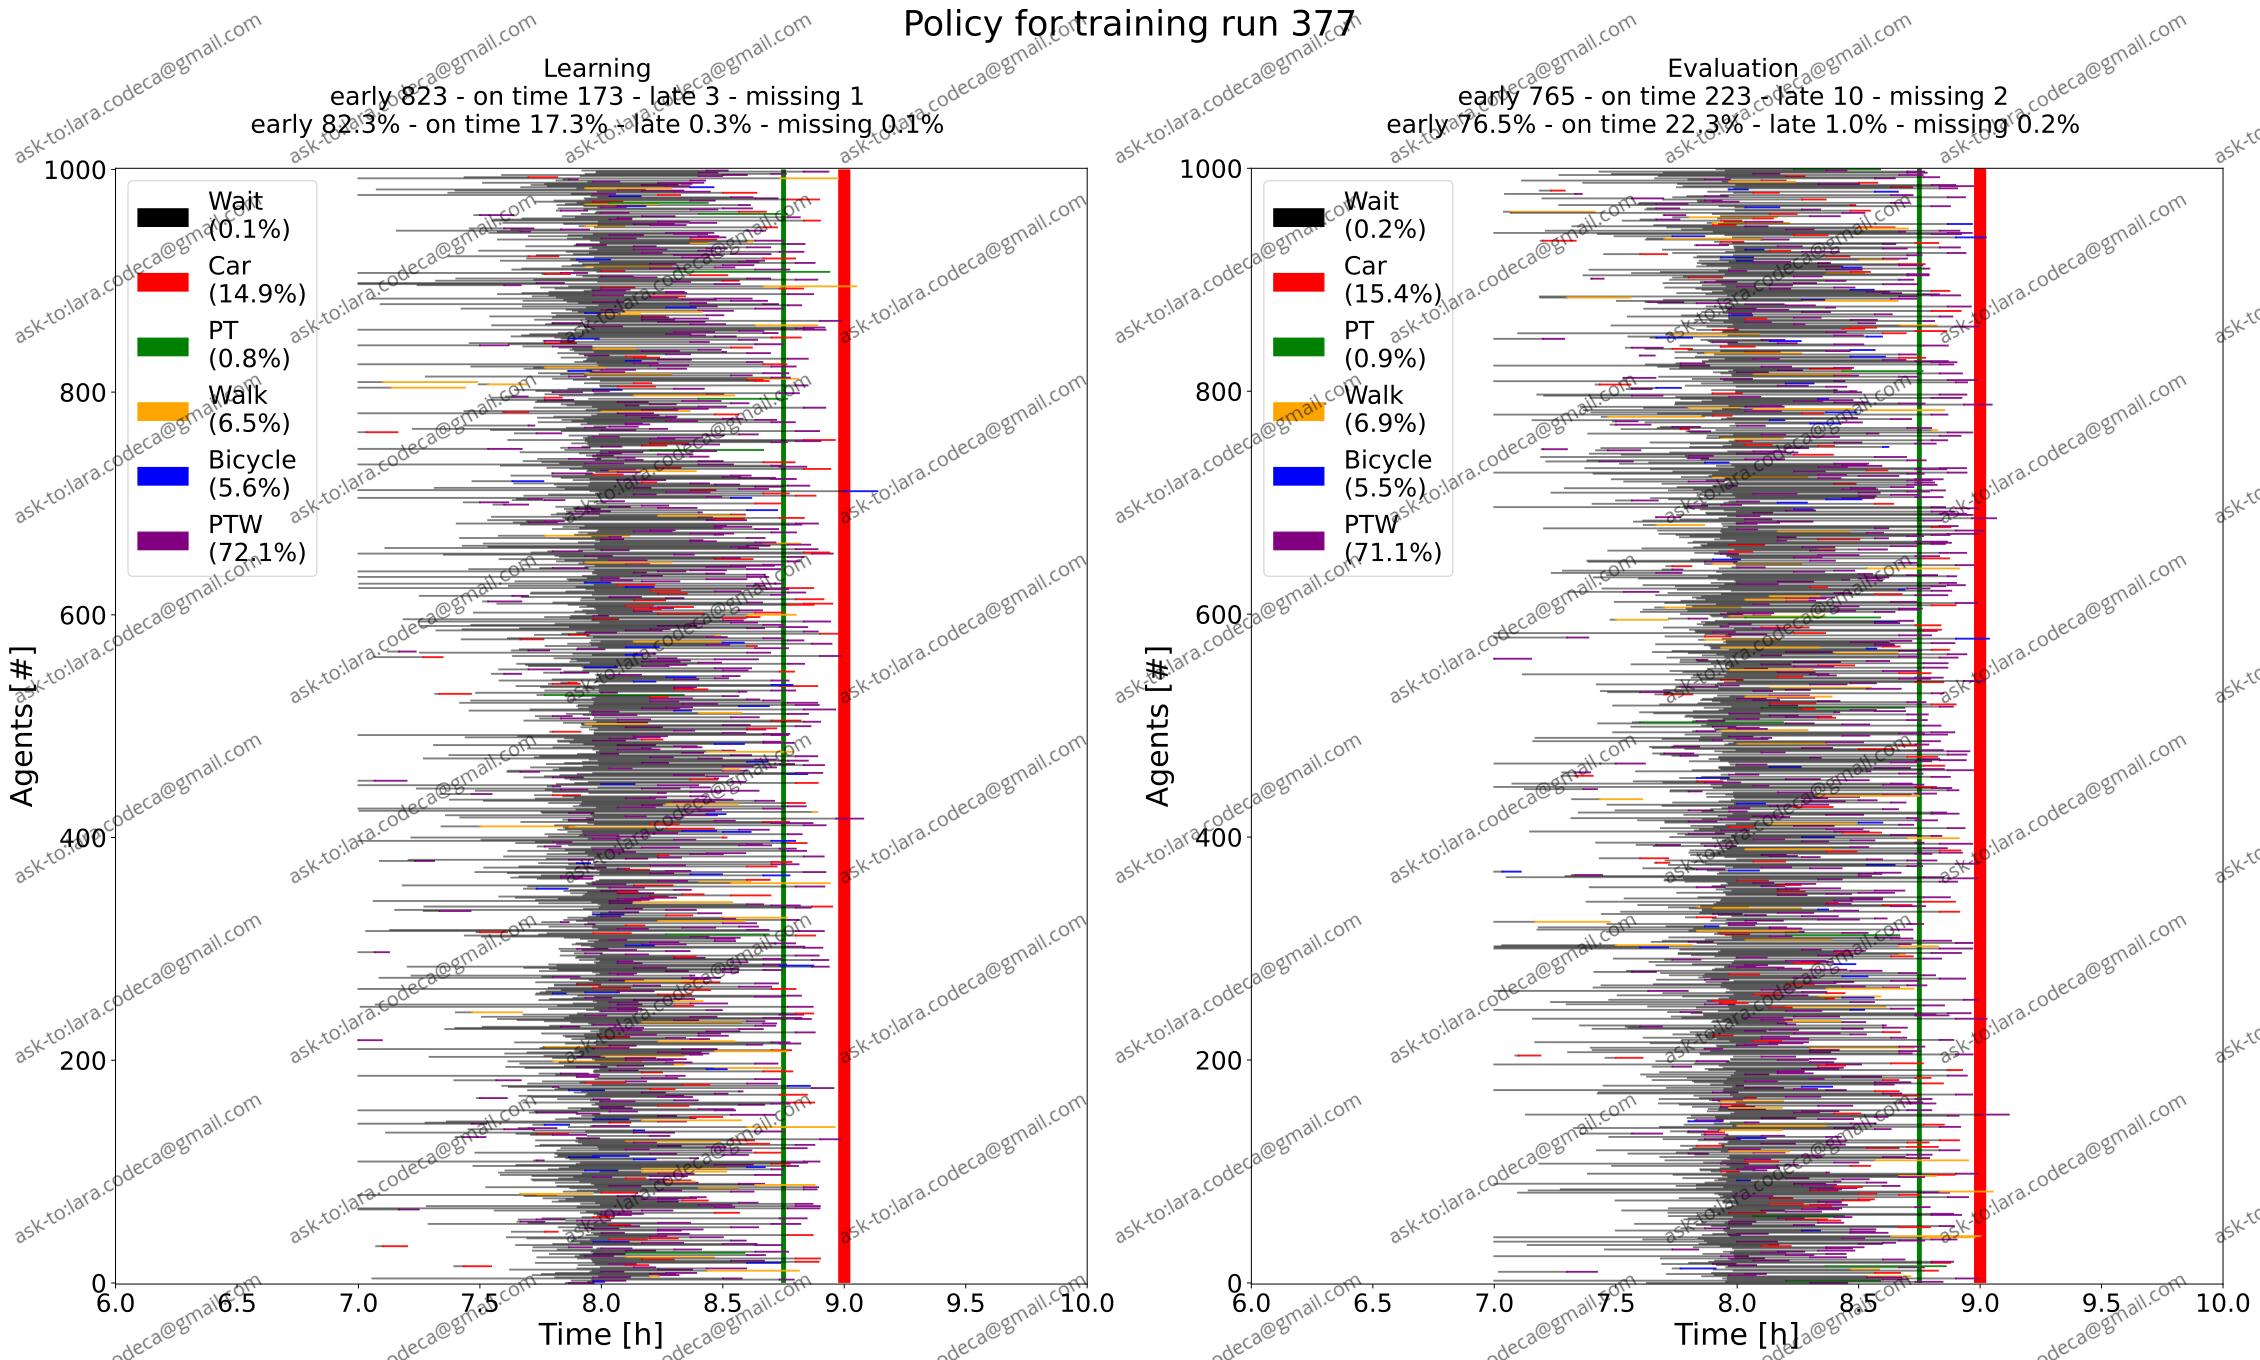 Policy for training run 377
Learning
early 823 - on time 173 - late 3 - missing 1
early 82.3% - on time 17.3% - late 0.3% - missing 0.1%
Wait
(0.1%)
Car
(14.9%)
PT
(0.8%)
Walk
(6.5%)
Bicycle
(5.6%)
PTW
(72.1%)
1000
800
600
400
200
0
Agents [#]
6.0 6.5 7.0 7.5 8.0 8.5 9.0 9.5 10.0
Time [h]
Evaluation
early 765 - on time 223 - late 10 - missing 2
early 76.5% - on time 22.3% - late 1.0% - missing 0.2%
Wait
(0.2%)
Car
(15.4%)
PT
(0.9%)
Walk
(6.9%)
Bicycle
(5.5%)
PTW
(71.1%)
1000
800
600
400
200
0
Agents [#]
6.0 6.5 7.0 7.5 8.0 8.5 9.0 9.5 10.0
Time [h]
ask-to:lara.codeca@gmail.com